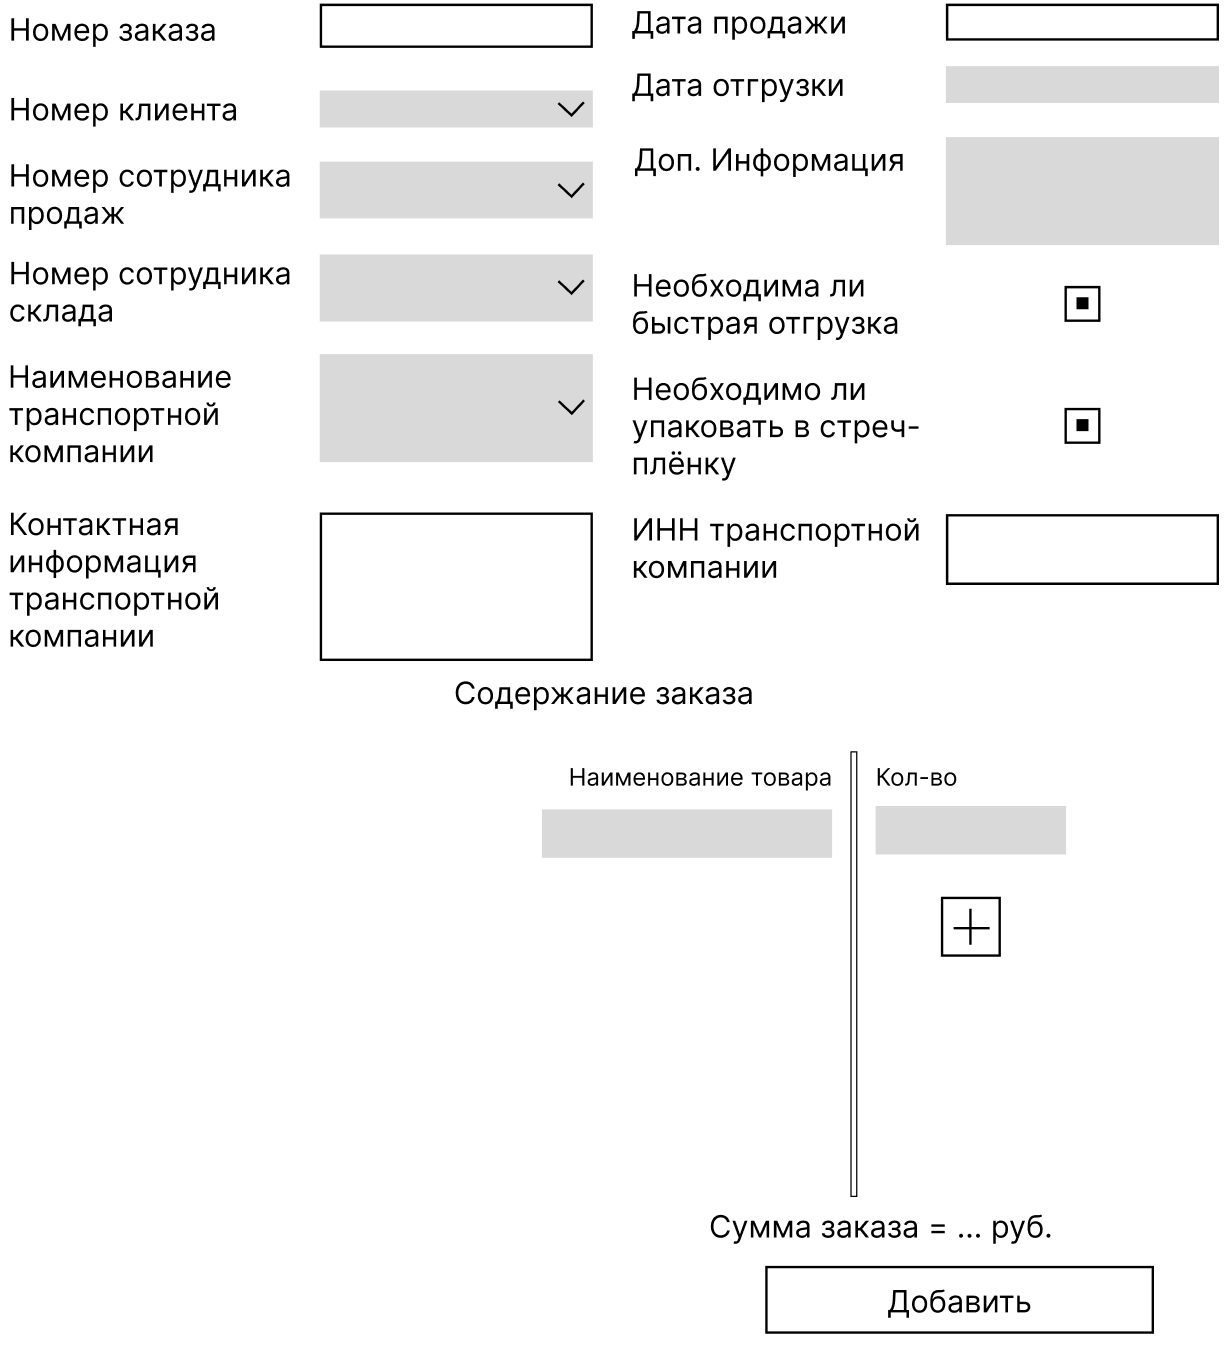 Номер заказа
Номер клиента
Номер сотрудника
продаж
Номер сотрудника
склада
Наименование
транспортной
компании
Контактная
информация
транспортной
компании
Дата продажи
Дата отгрузки
Доп. Информация
Необходима ли
быстрая отгрузка
Необходимо ли
упаковать в стреч-
плёнку
ИНН транспортной
компании
Содержание заказа
Наименование товара
Кол-во
Сумма заказа = ... руб.
Добавить